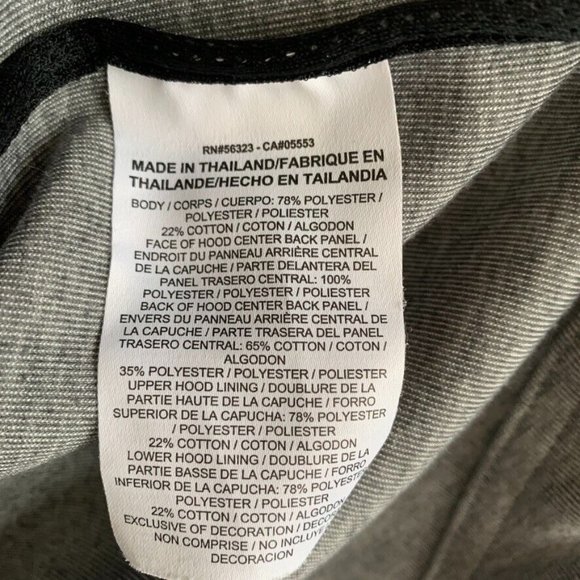 RN#56323 - CA#05553
MADE IN THAILAND/FABRIQUE EN
THAILANDE/HECHO EN TAILANDIA
BODY / CORPS / CUERPO: 78% POLYESTER /
POLYESTER / POLIESTER
22% COTTON / COTON / ALGODON
FACE OF HOOD CENTER BACK PANEL /
ENDROIT DU PANNEAU ARRIÈRE CENTRAL
DE LA CAPUCHE / PARTE DELANTERA DEL
PANEL TRASERO CENTRAL: 100%
POLYESTER / POLYESTER / POLIESTER
BACK OF HOOD CENTER BACK PANEL /
ENVERS DU PANNEAU ARRIÈRE CENTRAL DE
LA CAPUCHE / PARTE TRASERA DEL PANEL
TRASERO CENTRAL: 65% COTTON / COTON /
ALGODON
35% POLYESTER / POLYESTER / POLIESTER
UPPER HOOD LINING / DOUBLURE DE LA
PARTIE HAUTE DE LA CAPUCHE / FORRO
SUPERIOR DE LA CAPUCHA: 78% POLYESTER
/ POLYESTER / POLIESTER
22% COTTON / COTON / ALGODON
LOWER HOOD LINING / DOUBLURE DE LA
PARTIE BASSE DE LA CAPUCHE / FORRO
INFERIOR DE LA CAPUCHA: 78% POLYESTER
POLYESTER / POLIESTER
22% COTTON / COTON / ALGODON
EXCLUSIVE OF DECORATION /
NON COMPRISE / NO INCLUYE
DECORACION